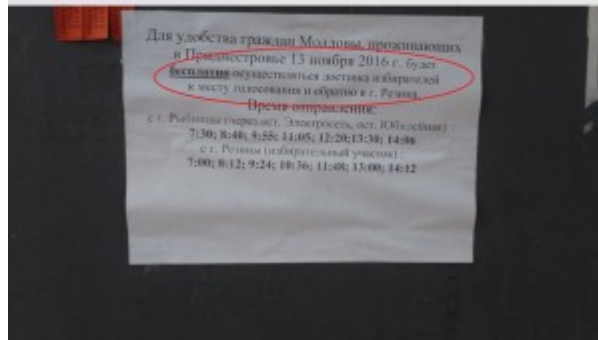 Для удобства граждан Молдовы, проживающих
в Приднестровье 13 ноября 2016 г. будет
бесплатно осуществляться доставка избирателей
к месту голосования и обратно в г. Резина
Время отправления:
с г. Рыбницы (через ост. Электросеть, ост. Юбилейная) :
7:30; 8:40; 9:55; 11:05; 12:20;13:30; 14:06
с г. Резины (избирательный участок) :
7:00; 8:12; 9:24; 10:36; 11:48; 13:00; 14:12